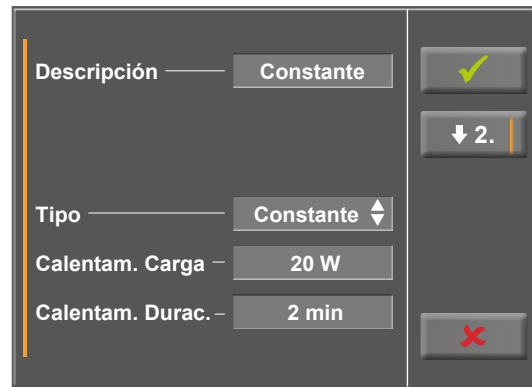 Descripción Constante
2.
Tipo Constante
Calentam. Carga 20 W
Calentam. Durac. 2 min